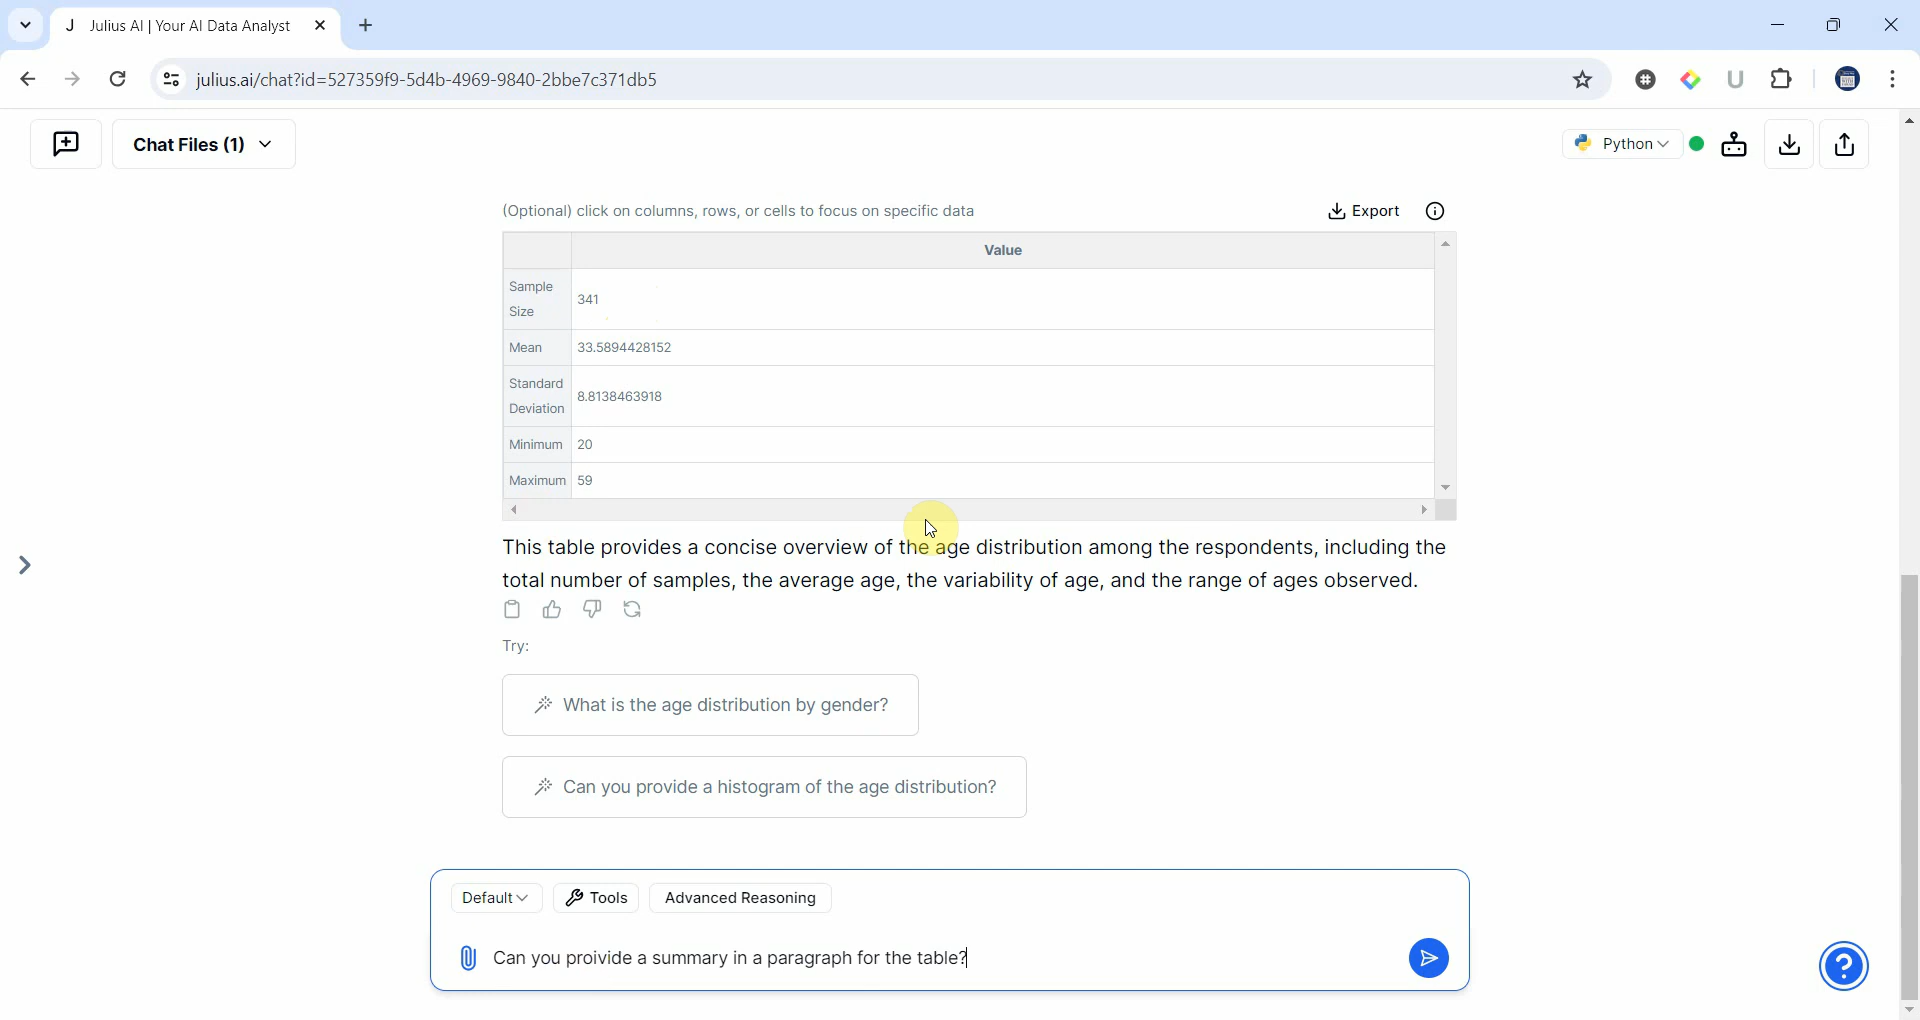 J Julius AI | Your AI Data Analyst
julius.ai/chat?id=527359f9-5d4b-4969-9840-2bbe7c371db5
U
Chat Files (1)
Python
(Optional) click on columns, rows, or cells to focus on specific data
Export
Value
Sample Size 341
Mean 33.5894428152
Standard Deviation 8.8138463918
Minimum 20
Maximum 59
This table provides a concise overview of the age distribution among the respondents, including the
total number of samples, the average age, the variability of age, and the range of ages observed.
Try:
What is the age distribution by gender?
Can you provide a histogram of the age distribution?
Default
Tools
Advanced Reasoning
Can you proivide a summary in a paragraph for the table?
?